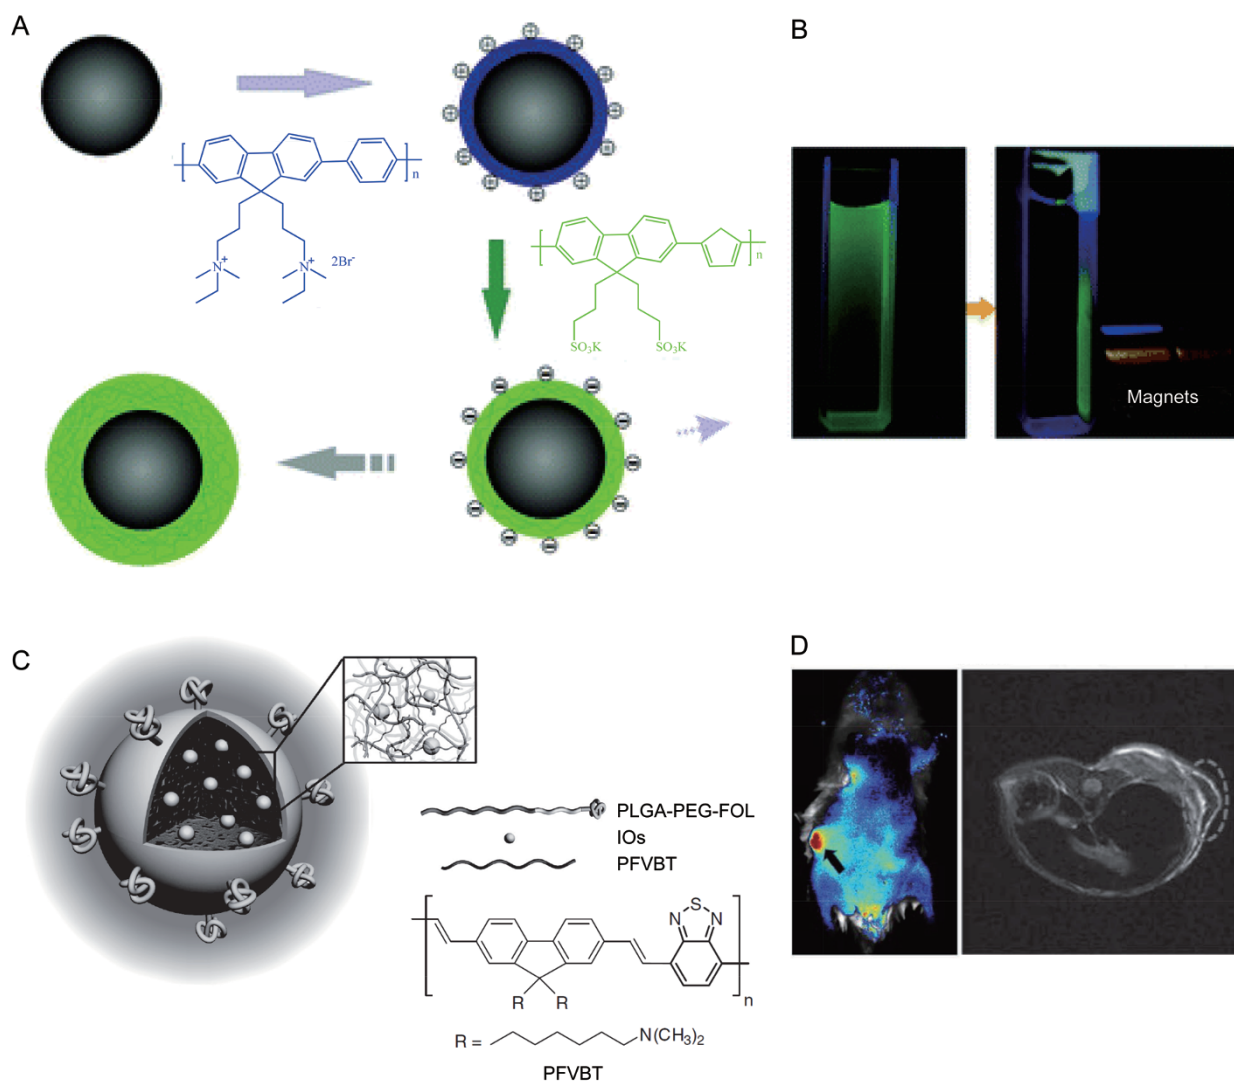 A
B
n
N+
N+
2Br-
n
SO3K
SO3K
Magnets
C
D
PLGA-PEG-FOL
IOs
PFVBT
S
N
N
n
R
R
R =
N(CH3)2
PFVBT